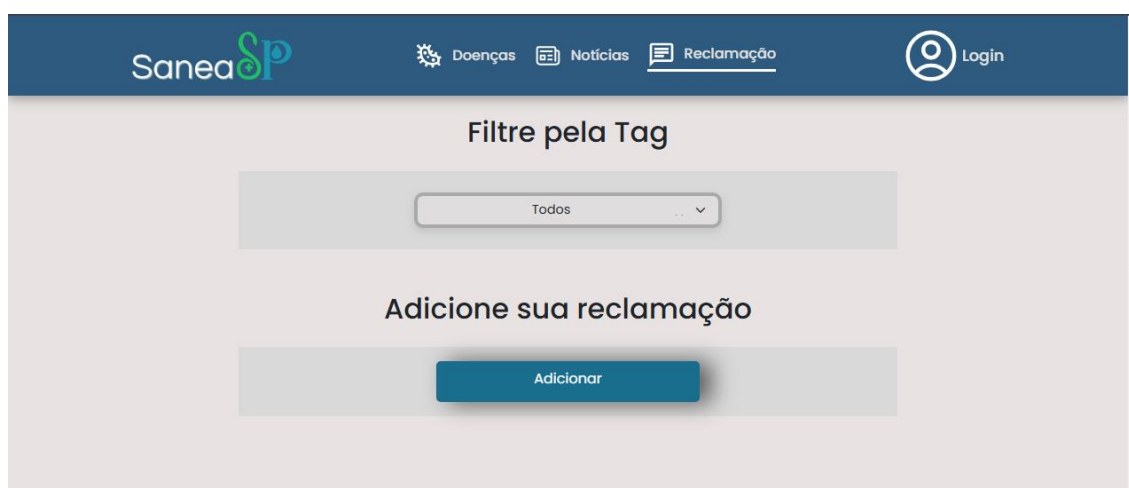 SaneaSP
Doenças
Notícias
Reclamação
Login
Filtre pela Tag
Todos
Adicione sua reclamação
Adicionar